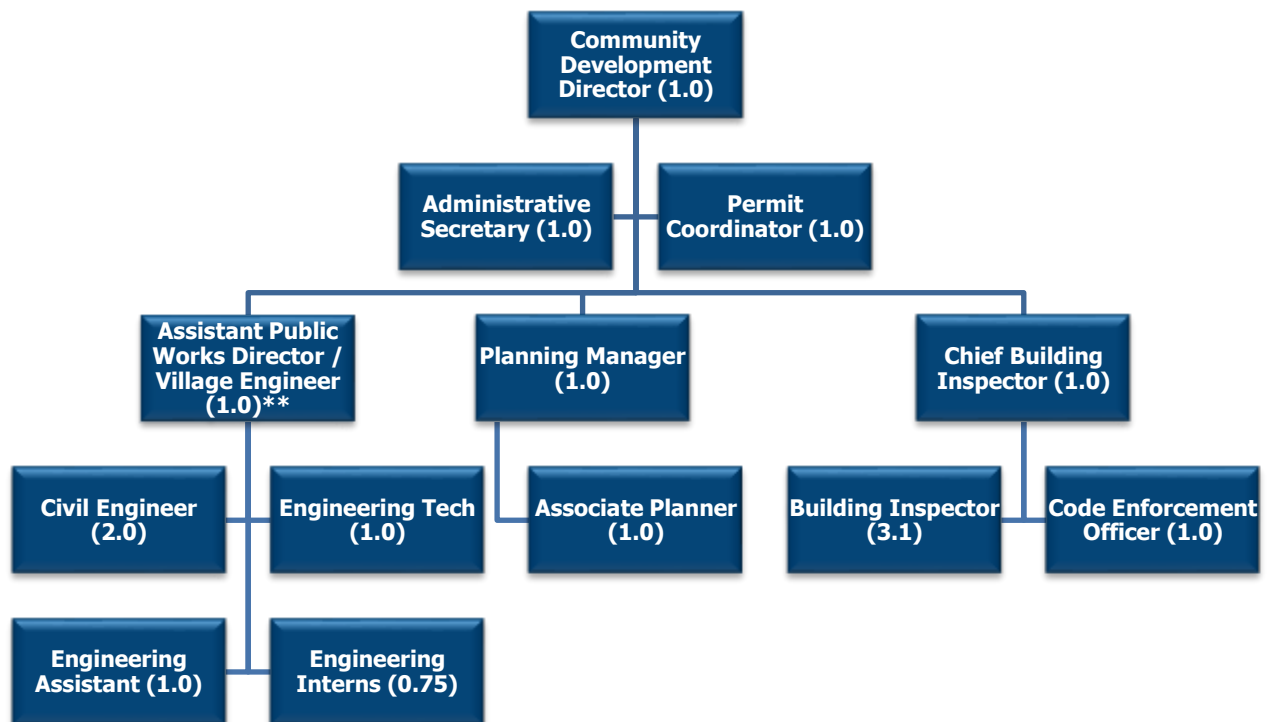 Community
Development
Director (1.0)
Administrative
Secretary (1.0)
Permit
Coordinator (1.0)
Assistant Public
Works Director /
Village Engineer
(1.0)**
Planning Manager
(1.0)
Chief Building
Inspector (1.0)
Civil Engineer
(2.0)
Engineering Tech
(1.0)
Associate Planner
(1.0)
Building Inspector
(3.1)
Code Enforcement
Officer (1.0)
Engineering
Assistant (1.0)
Engineering
Interns (0.75)